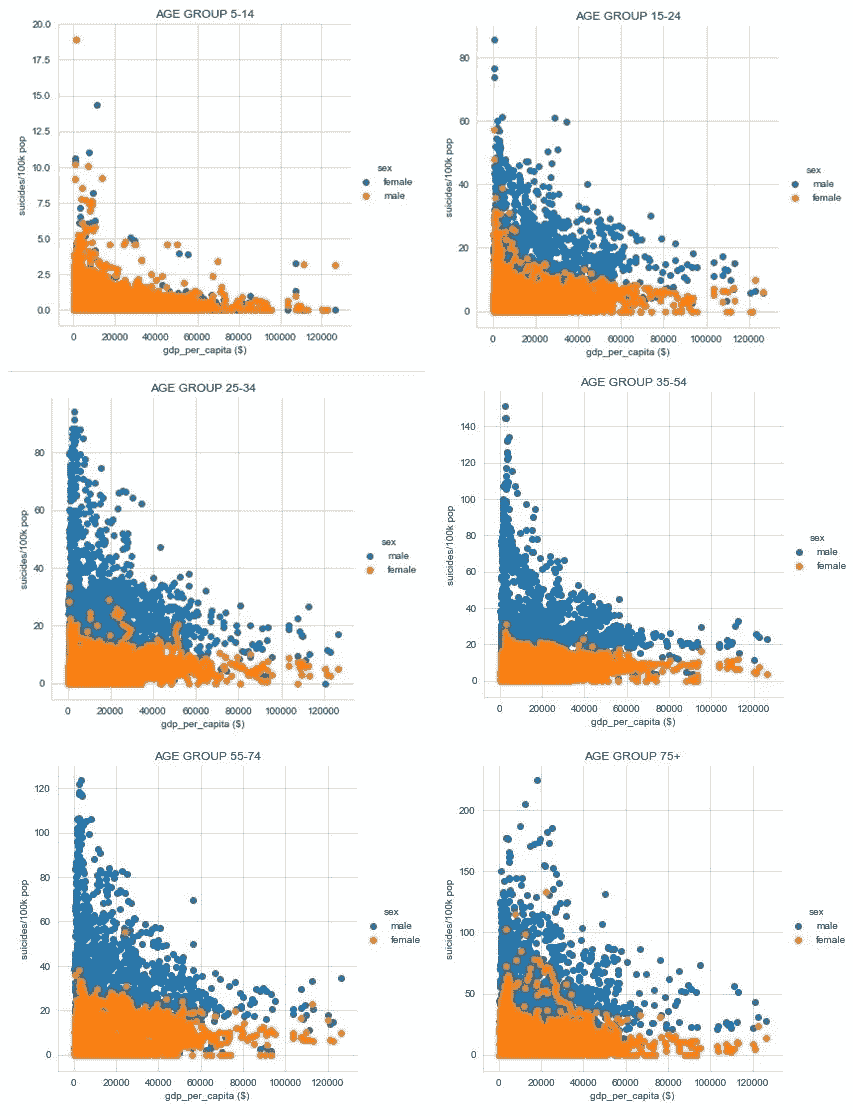 AGE GROUP 5-14
20.0
17.5
15.0
12.5
10.0
7.5
5.0
2.5
0.0
suicides/100k pop
0 20000 40000 60000 80000 100000 120000
gdp_per_capita ($)
sex
female
male
AGE GROUP 15-24
80
60
40
20
0
suicides/100k pop
0 20000 40000 60000 80000 100000 120000
gdp_per_capita ($)
sex
male
female
AGE GROUP 25-34
80
60
40
20
0
suicides/100k pop
0 20000 40000 60000 80000 100000 120000
gdp_per_capita ($)
sex
male
female
AGE GROUP 35-54
140
120
100
80
60
40
20
0
suicides/100k pop
0 20000 40000 60000 80000 100000 120000
gdp_per_capita ($)
sex
male
female
AGE GROUP 55-74
120
100
80
60
40
20
0
suicides/100k pop
0 20000 40000 60000 80000 100000 120000
gdp_per_capita ($)
sex
male
female
AGE GROUP 75+
200
150
100
50
0
suicides/100k pop
0 20000 40000 60000 80000 100000 120000
gdp_per_capita ($)
sex
male
female